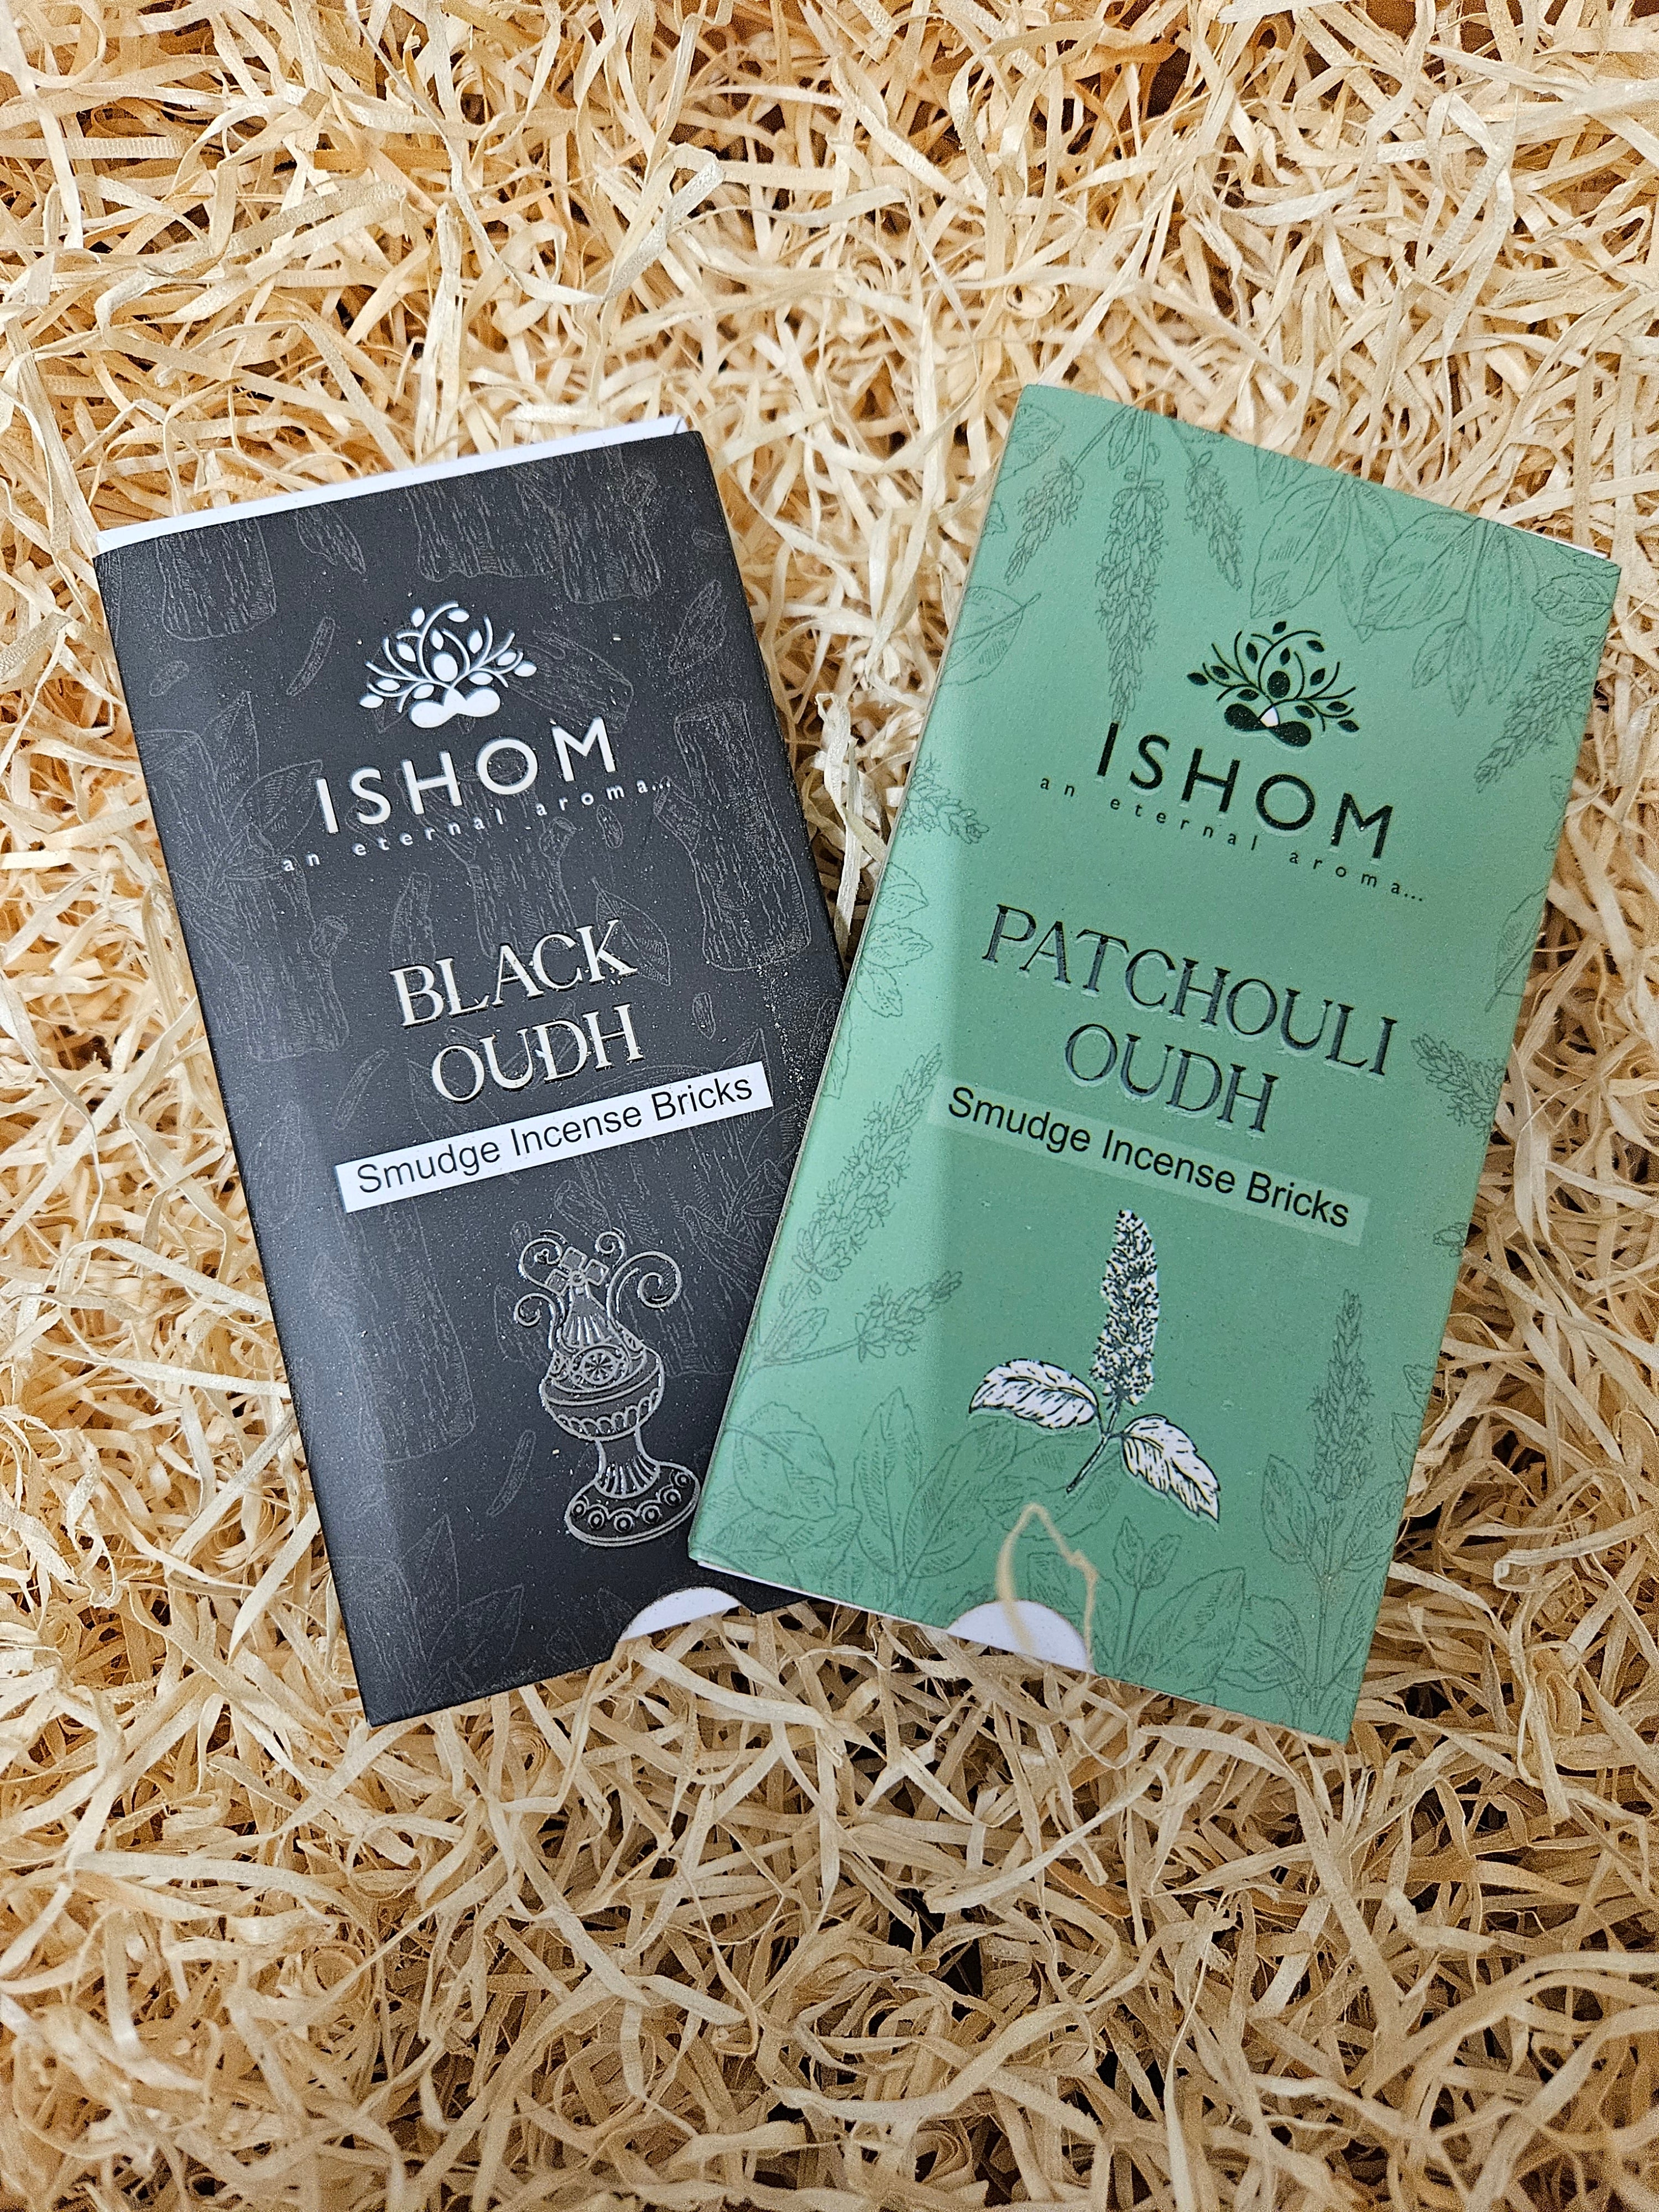 ISHOM
an eternal aroma...
BLACK
OUDH
Smudge Incense Bricks
ISHOM
an eternal aroma...
PATCHOULI
OUDH
Smudge Incense Bricks